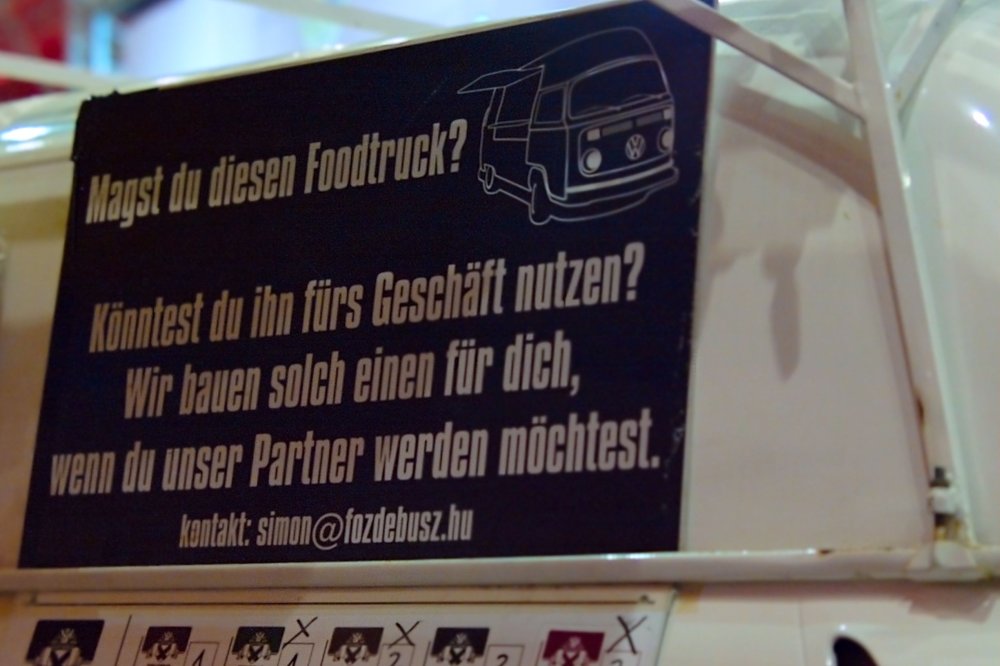 Magst du diesen Foodtruck?
Könntest du ihn fürs Geschäft nutzen?
Wir bauen solch einen für dich,
wenn du unser Partner werden möchtest.
kontakt: simon@fozdebusz.hu